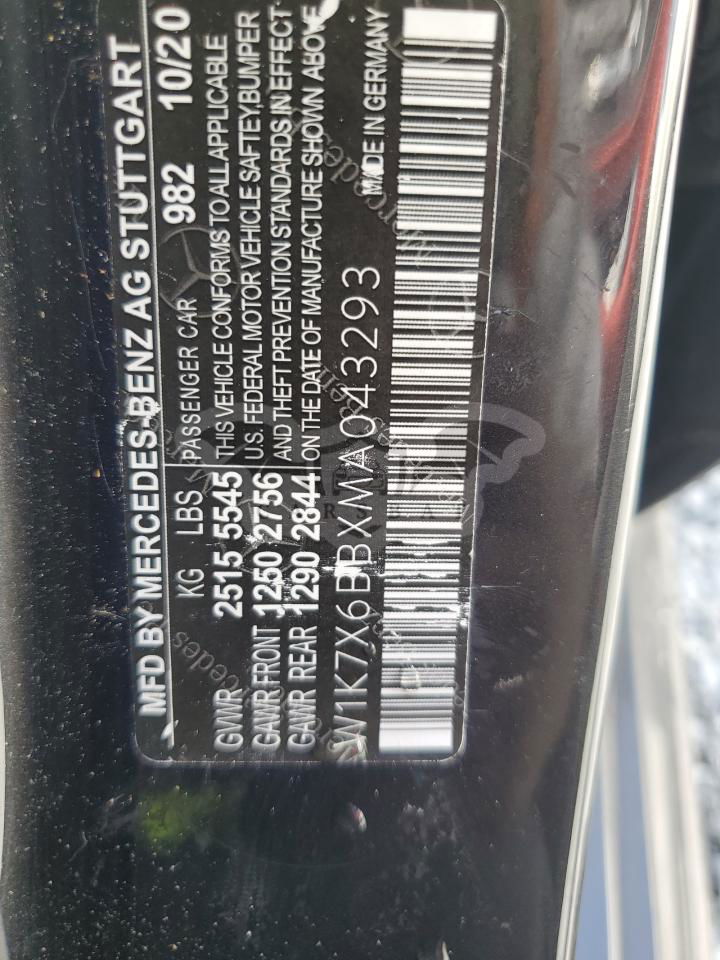 MFD BY MERCEDES-BENZ AG STUTTGART
KG LBS PASSENGER CAR 982 10/20
GVWR 2515 5545 THIS VEHICLE CONFORMS TO ALL APPLICABLE
GAWR FRONT 1250 2756 U.S. FEDERAL MOTOR VEHICLE SAFTEY,BUMPER
GAWR REAR 1290 2844 AND THEFT PREVENTION STANDARDS IN EFFECT
ON THE DATE OF MANUFACTURE SHOWN ABOVE
W1K7X6BBXMA043293 MADE IN GERMANY